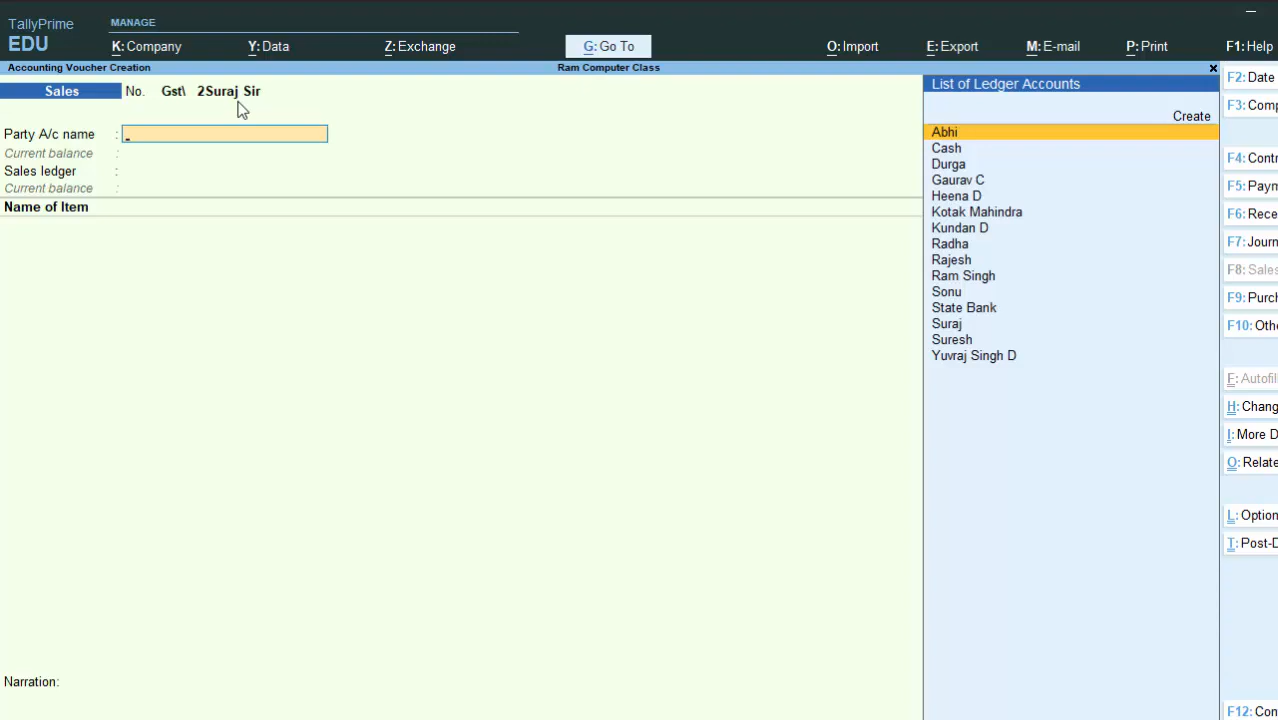 TallyPrime
EDU
MANAGE
K: Company
Y: Data
Z: Exchange
G: Go To
O: Import
E: Export
M: E-mail
P: Print
F1: Help
Accounting Voucher Creation
Ram Computer Class
Sales No. Gst\ 2Suraj Sir
Party A/c name :
Current balance :
Sales ledger :
Current balance :
Name of Item
Narration:
List of Ledger Accounts
Create
Abhi
Cash
Durga
Gaurav C
Heena D
Kotak Mahindra
Kundan D
Radha
Rajesh
Ram Singh
Sonu
State Bank
Suraj
Suresh
Yuvraj Singh D
F2: Date
F3: Comp
F4: Contr
F5: Paym
F6: Rece
F7: Journ
F8: Sales
F9: Purch
F10: Othe
F: Autofil
H: Chang
I: More D
O: Relate
L: Option
T: Post-D
F12: Con